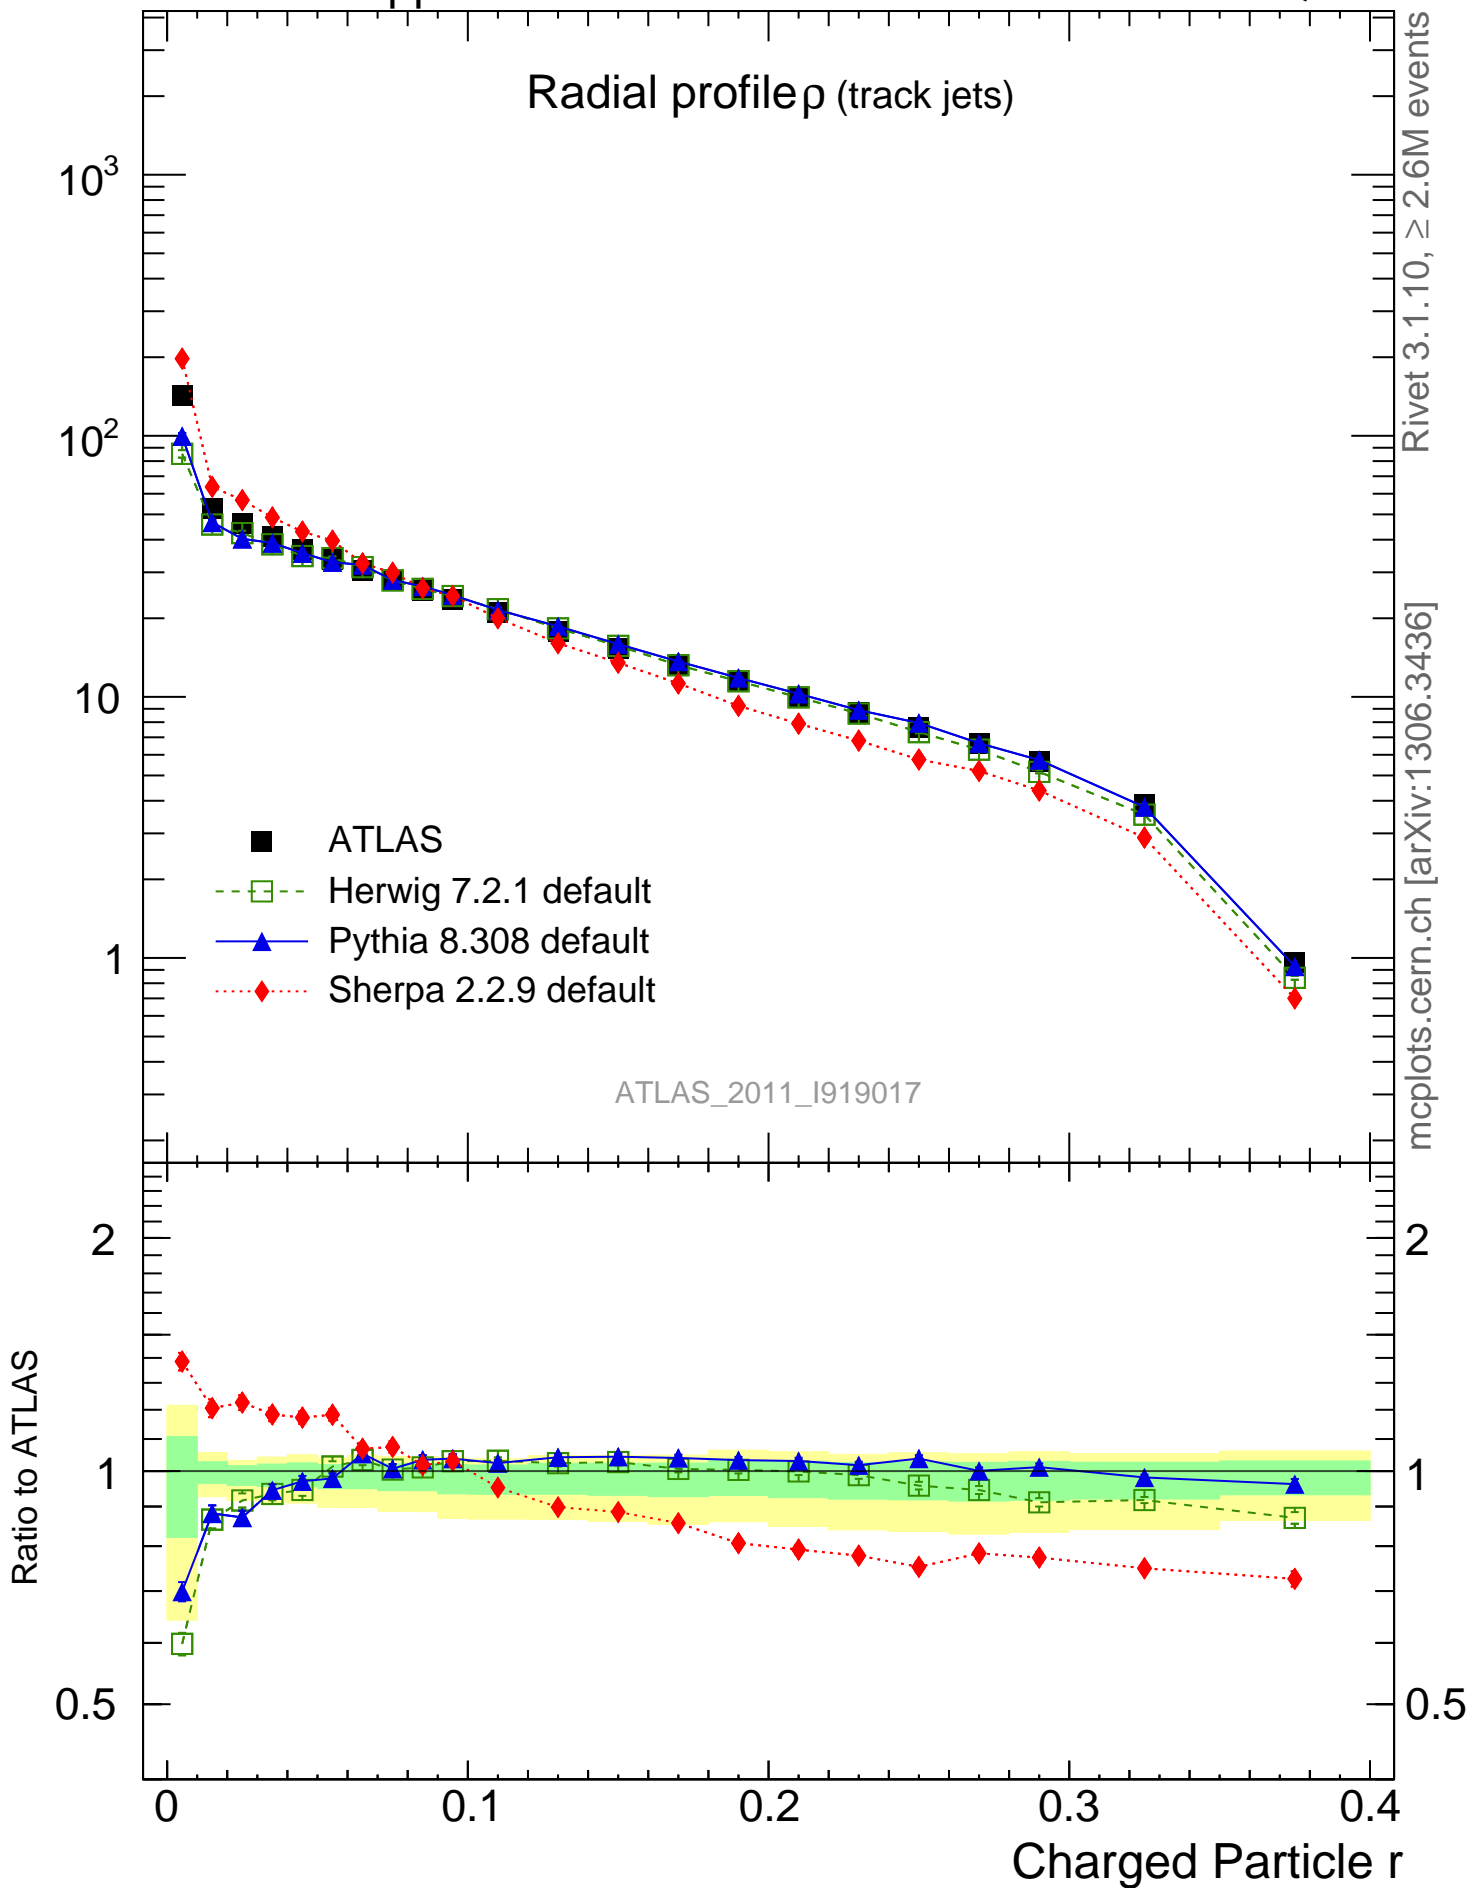 pp
Radial profile ρ (track jets)
10³
10²
10
1
ATLAS
Herwig 7.2.1 default
Pythia 8.308 default
Sherpa 2.2.9 default
ATLAS_2011_I919017
Rivet 3.1.10, ≥ 2.6M events
mcplots.cern.ch [arXiv:1306.3436]
Ratio to ATLAS
2
1
0.5
2
1
0.5
0 0.1 0.2 0.3 0.4
Charged Particle r